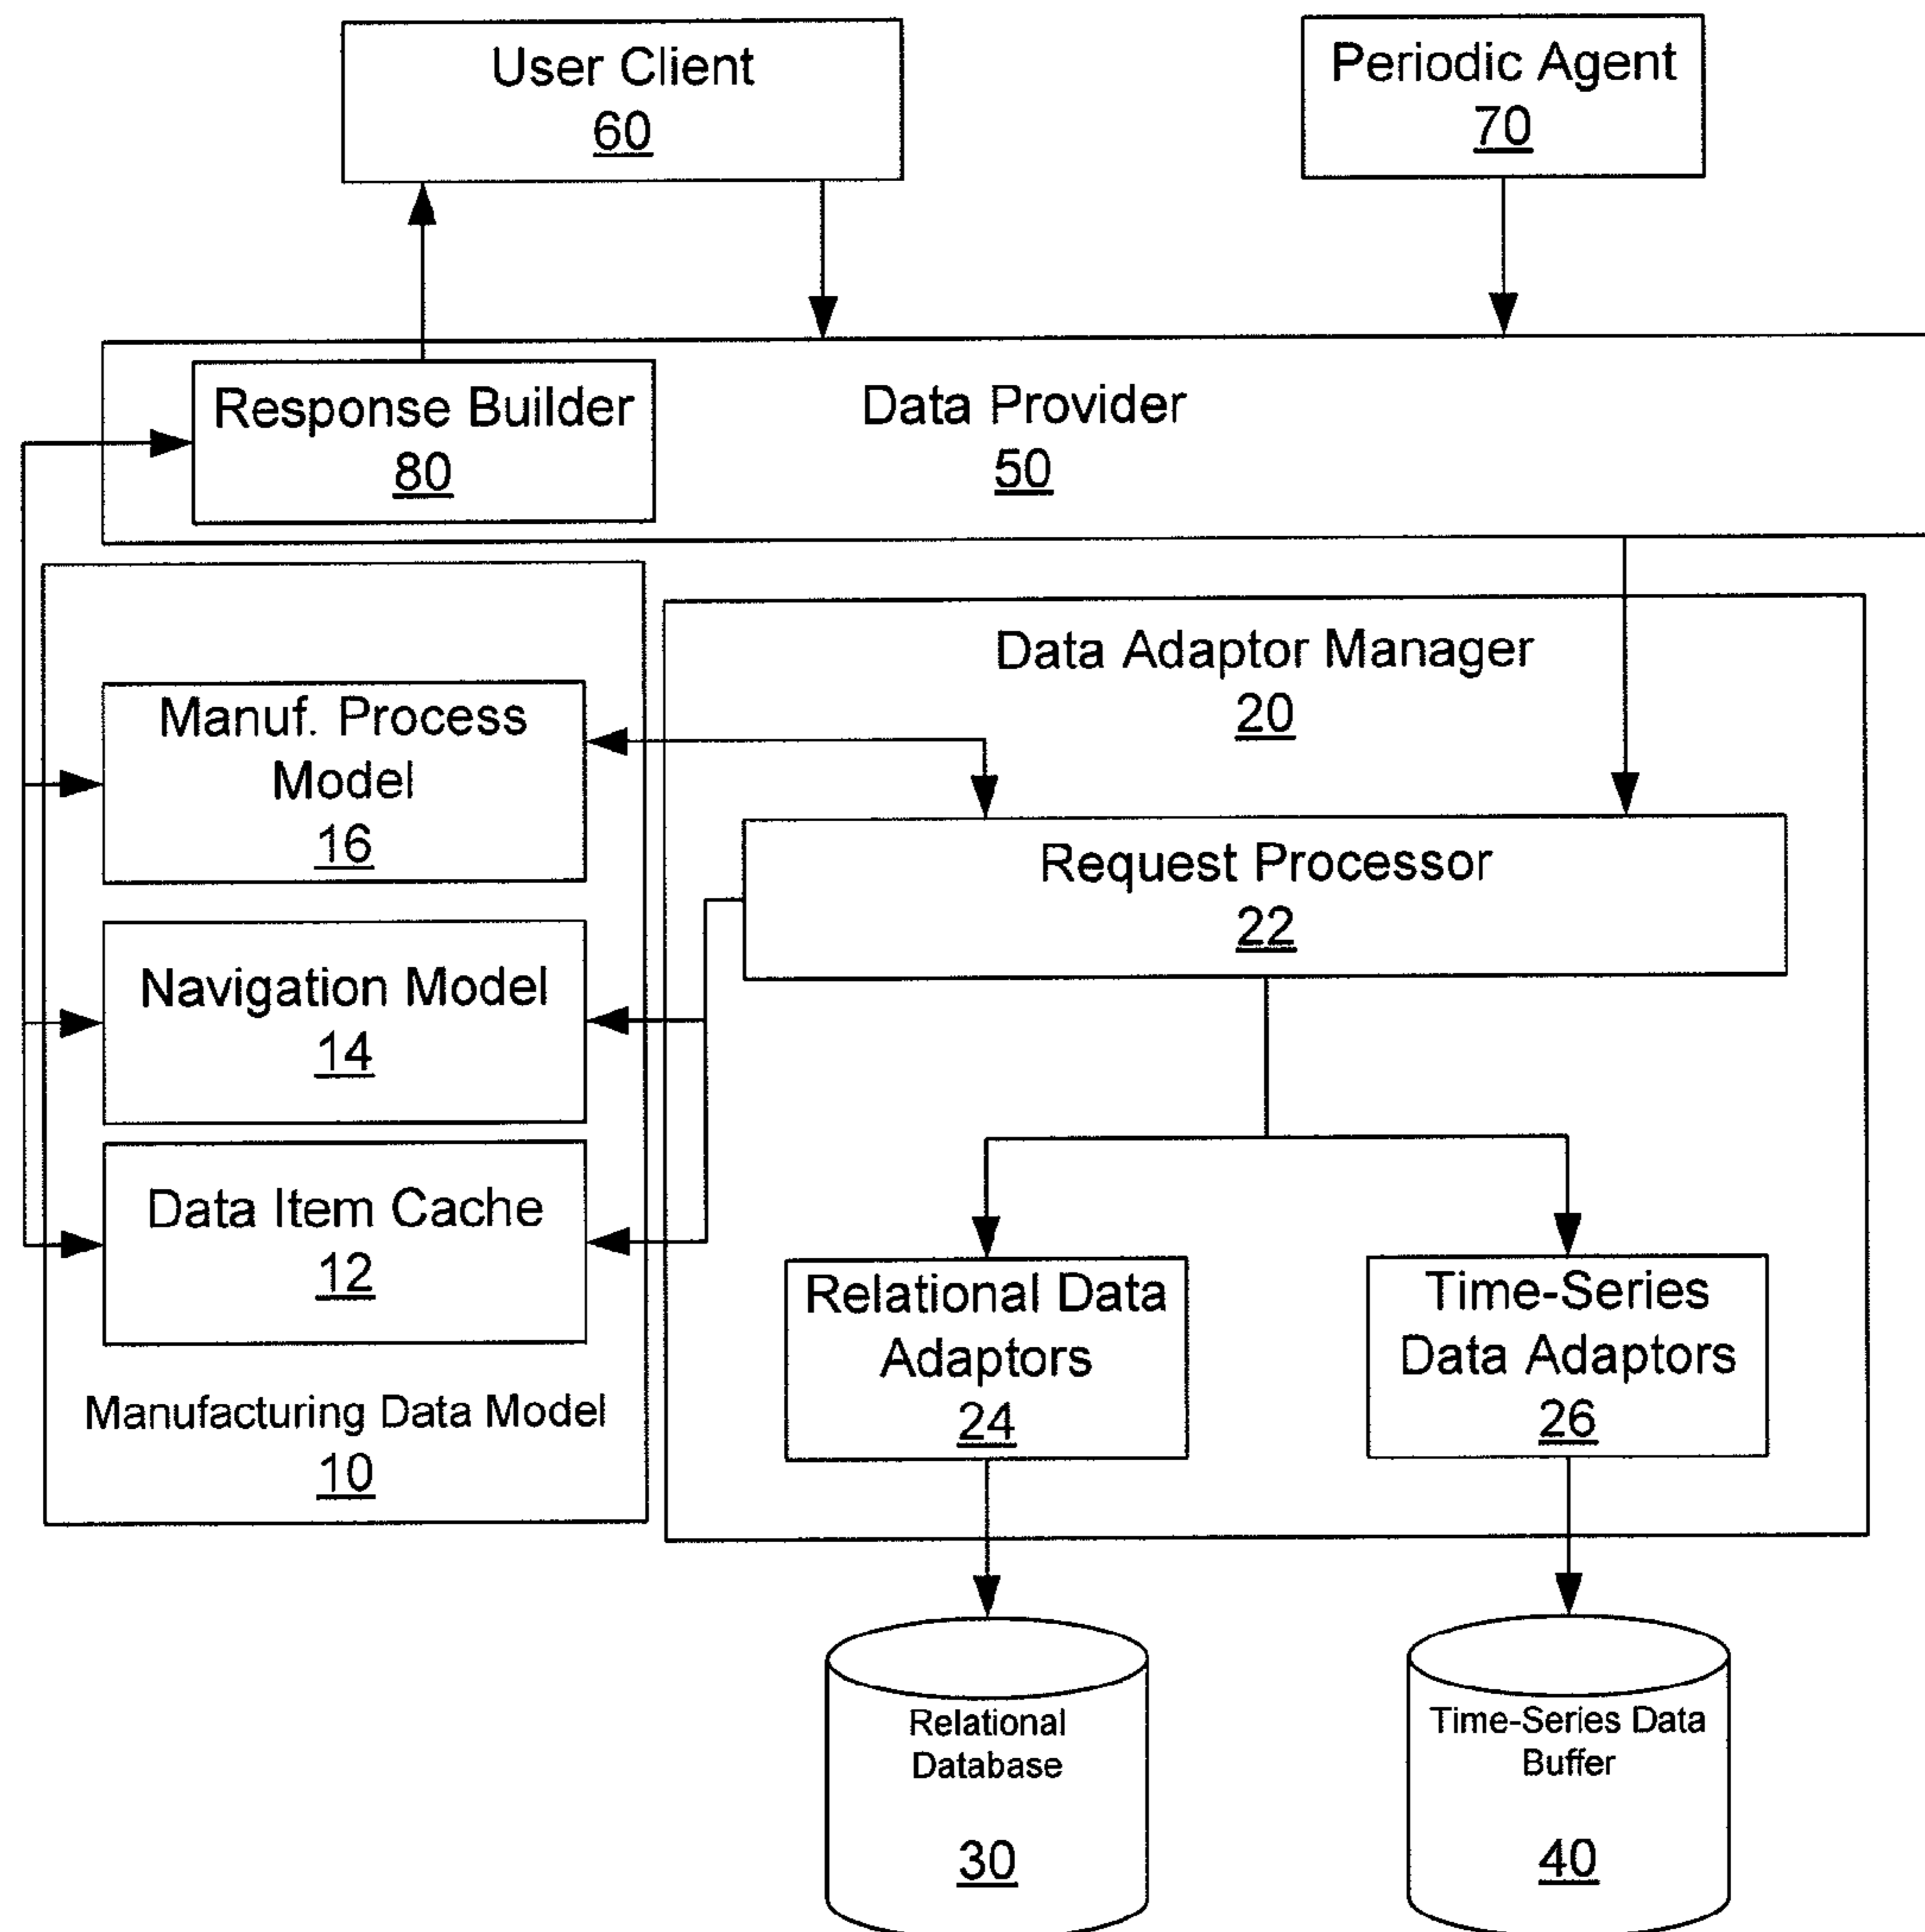 User Client
60
Periodic Agent
70
Response Builder
80
Data Provider
50
Data Adaptor Manager
20
Manuf. Process
Model
16
Request Processor
22
Navigation Model
14
Data Item Cache
12
Manufacturing Data Model
10
Relational Data
Adaptors
24
Time-Series
Data Adaptors
26
Relational
Database
30
Time-Series Data
Buffer
40